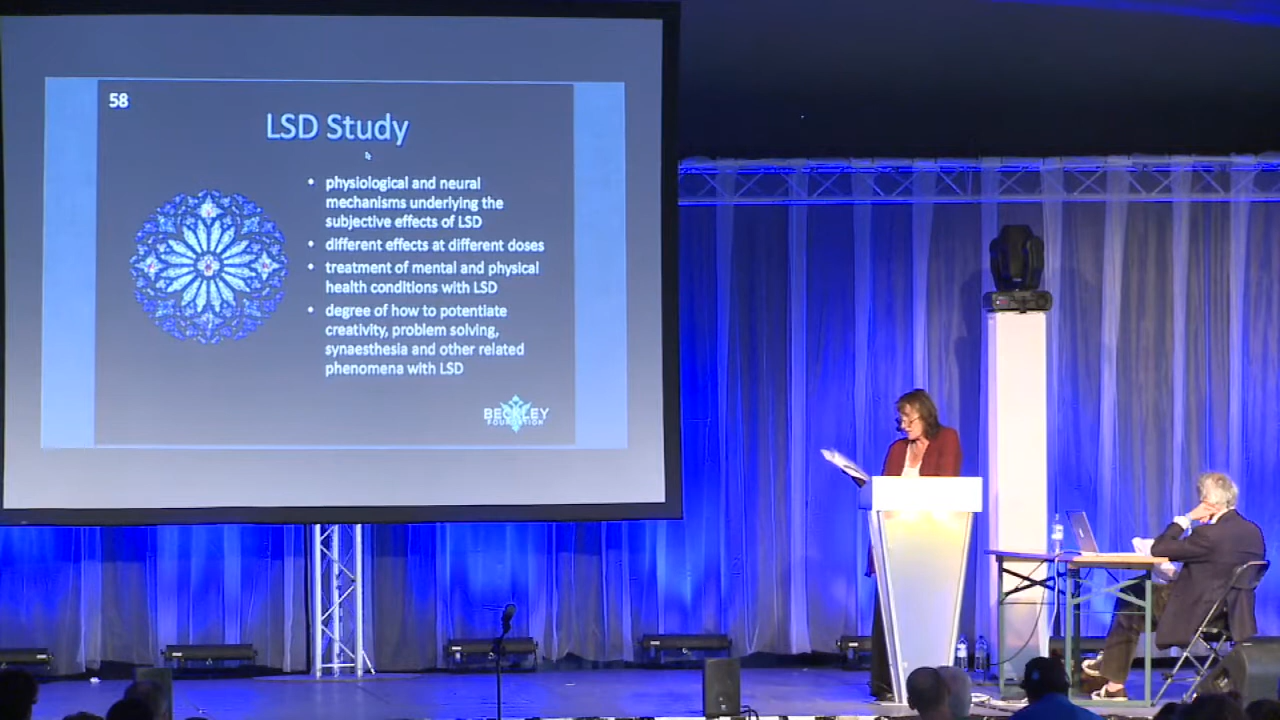 58
LSD Study
• physiological and neural
mechanisms underlying the
subjective effects of LSD
• different effects at different doses
• treatment of mental and physical
health conditions with LSD
• degree of how to potentiate
creativity, problem solving,
synaesthesia and other related
phenomena with LSD
BECKLEY
FOUNDATION